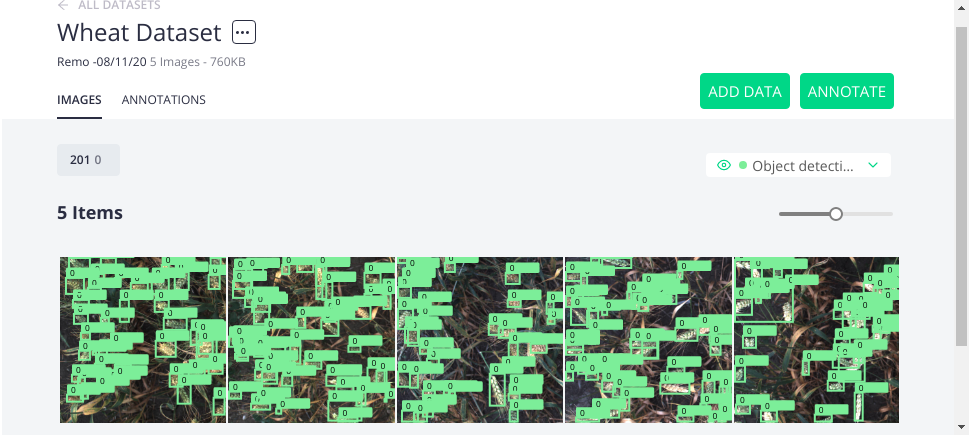 ← ALL DATASETS
Wheat Dataset ...
Remo -08/11/20 5 Images - 760KB
IMAGES ANNOTATIONS
ADD DATA ANNOTATE
201 0
Object detecti...
5 Items